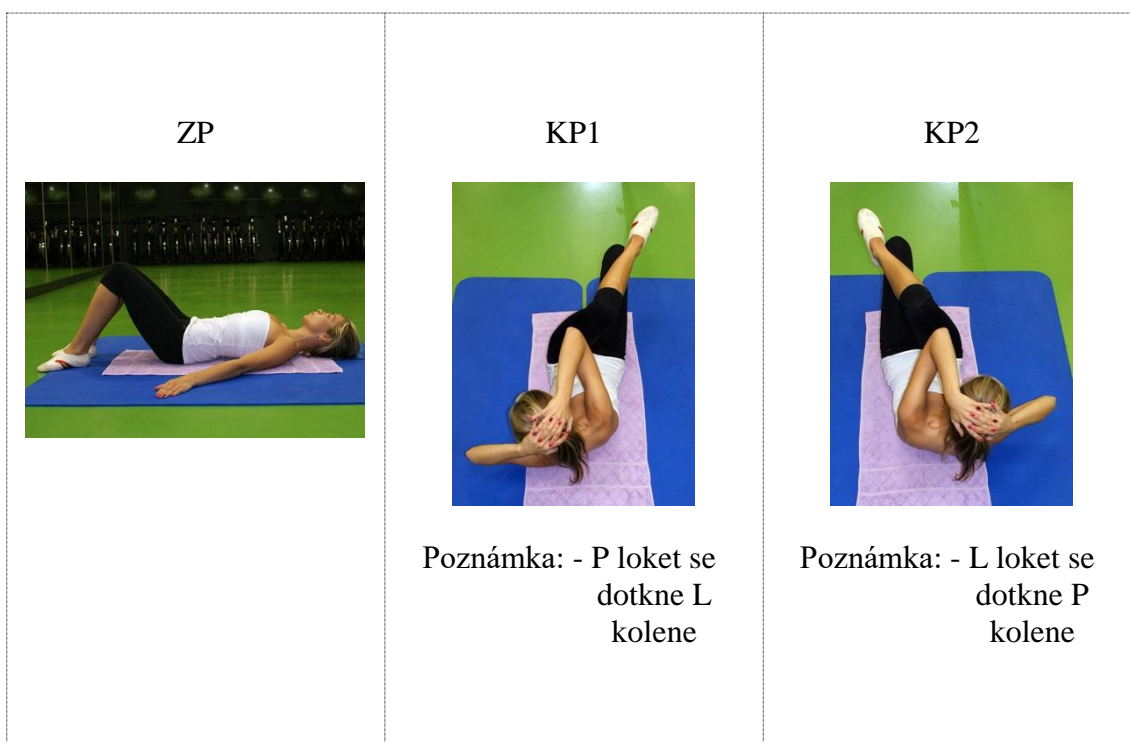 ZP
KP1
KP2
Poznámka: - P loket se
dotkne L
kolene
Poznámka: - L loket se
dotkne P
kolene